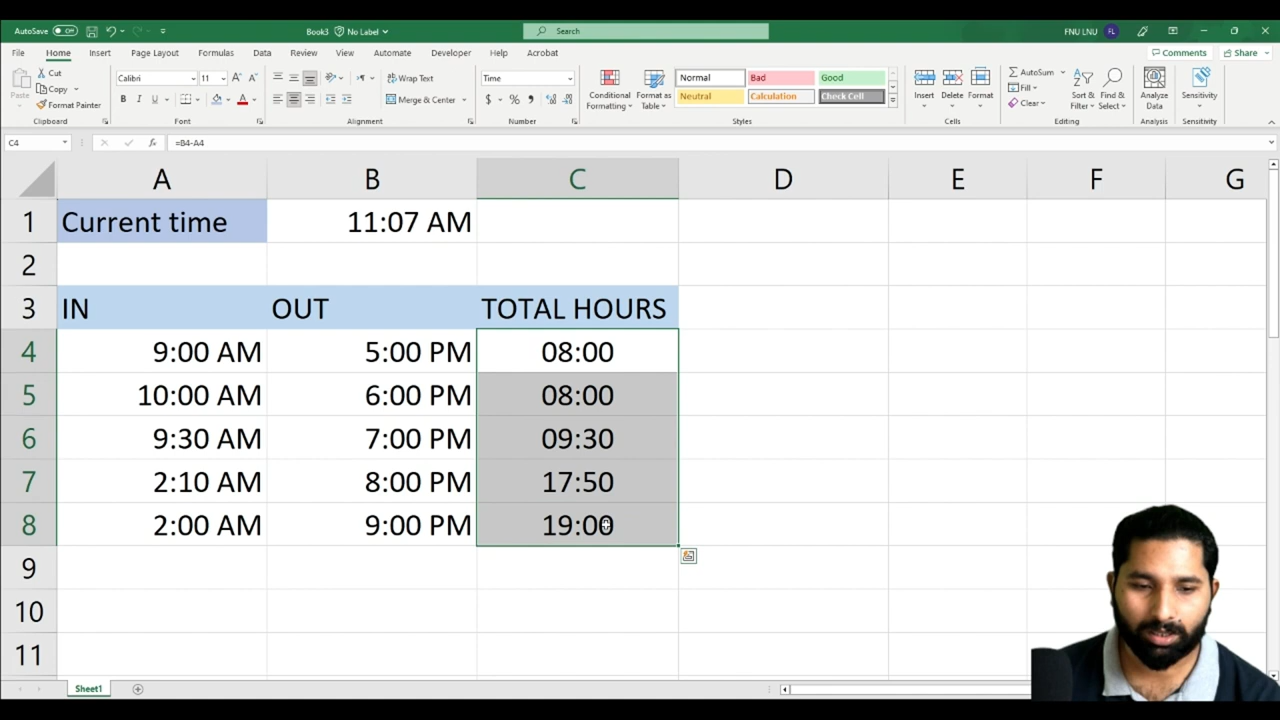 AutoSave Off Book3 No Label Search FNU LNU FL
File Home Insert Page Layout Formulas Data Review View Automate Developer Help Acrobat Comments Share
Paste Cut Copy Format Painter Clipboard
Calibri 11 B I U A Font
Wrap Text Merge & Center Alignment
Time $ % , Number
Conditional Formatting Format as Table Normal Bad Good Neutral Calculation Check Cell Styles
Insert Delete Format Cells
AutoSum Fill Clear Sort & Filter Find & Select Editing
Analyze Data Analysis
Sensitivity Sensitivity
C4 fx =B4-A4
A B C D E F G
1 Current time 11:07 AM
2
3 IN OUT TOTAL HOURS
4 9:00 AM 5:00 PM 08:00
5 10:00 AM 6:00 PM 08:00
6 9:30 AM 7:00 PM 09:30
7 2:10 AM 8:00 PM 17:50
8 2:00 AM 9:00 PM 19:00
9
10
11
Sheet1